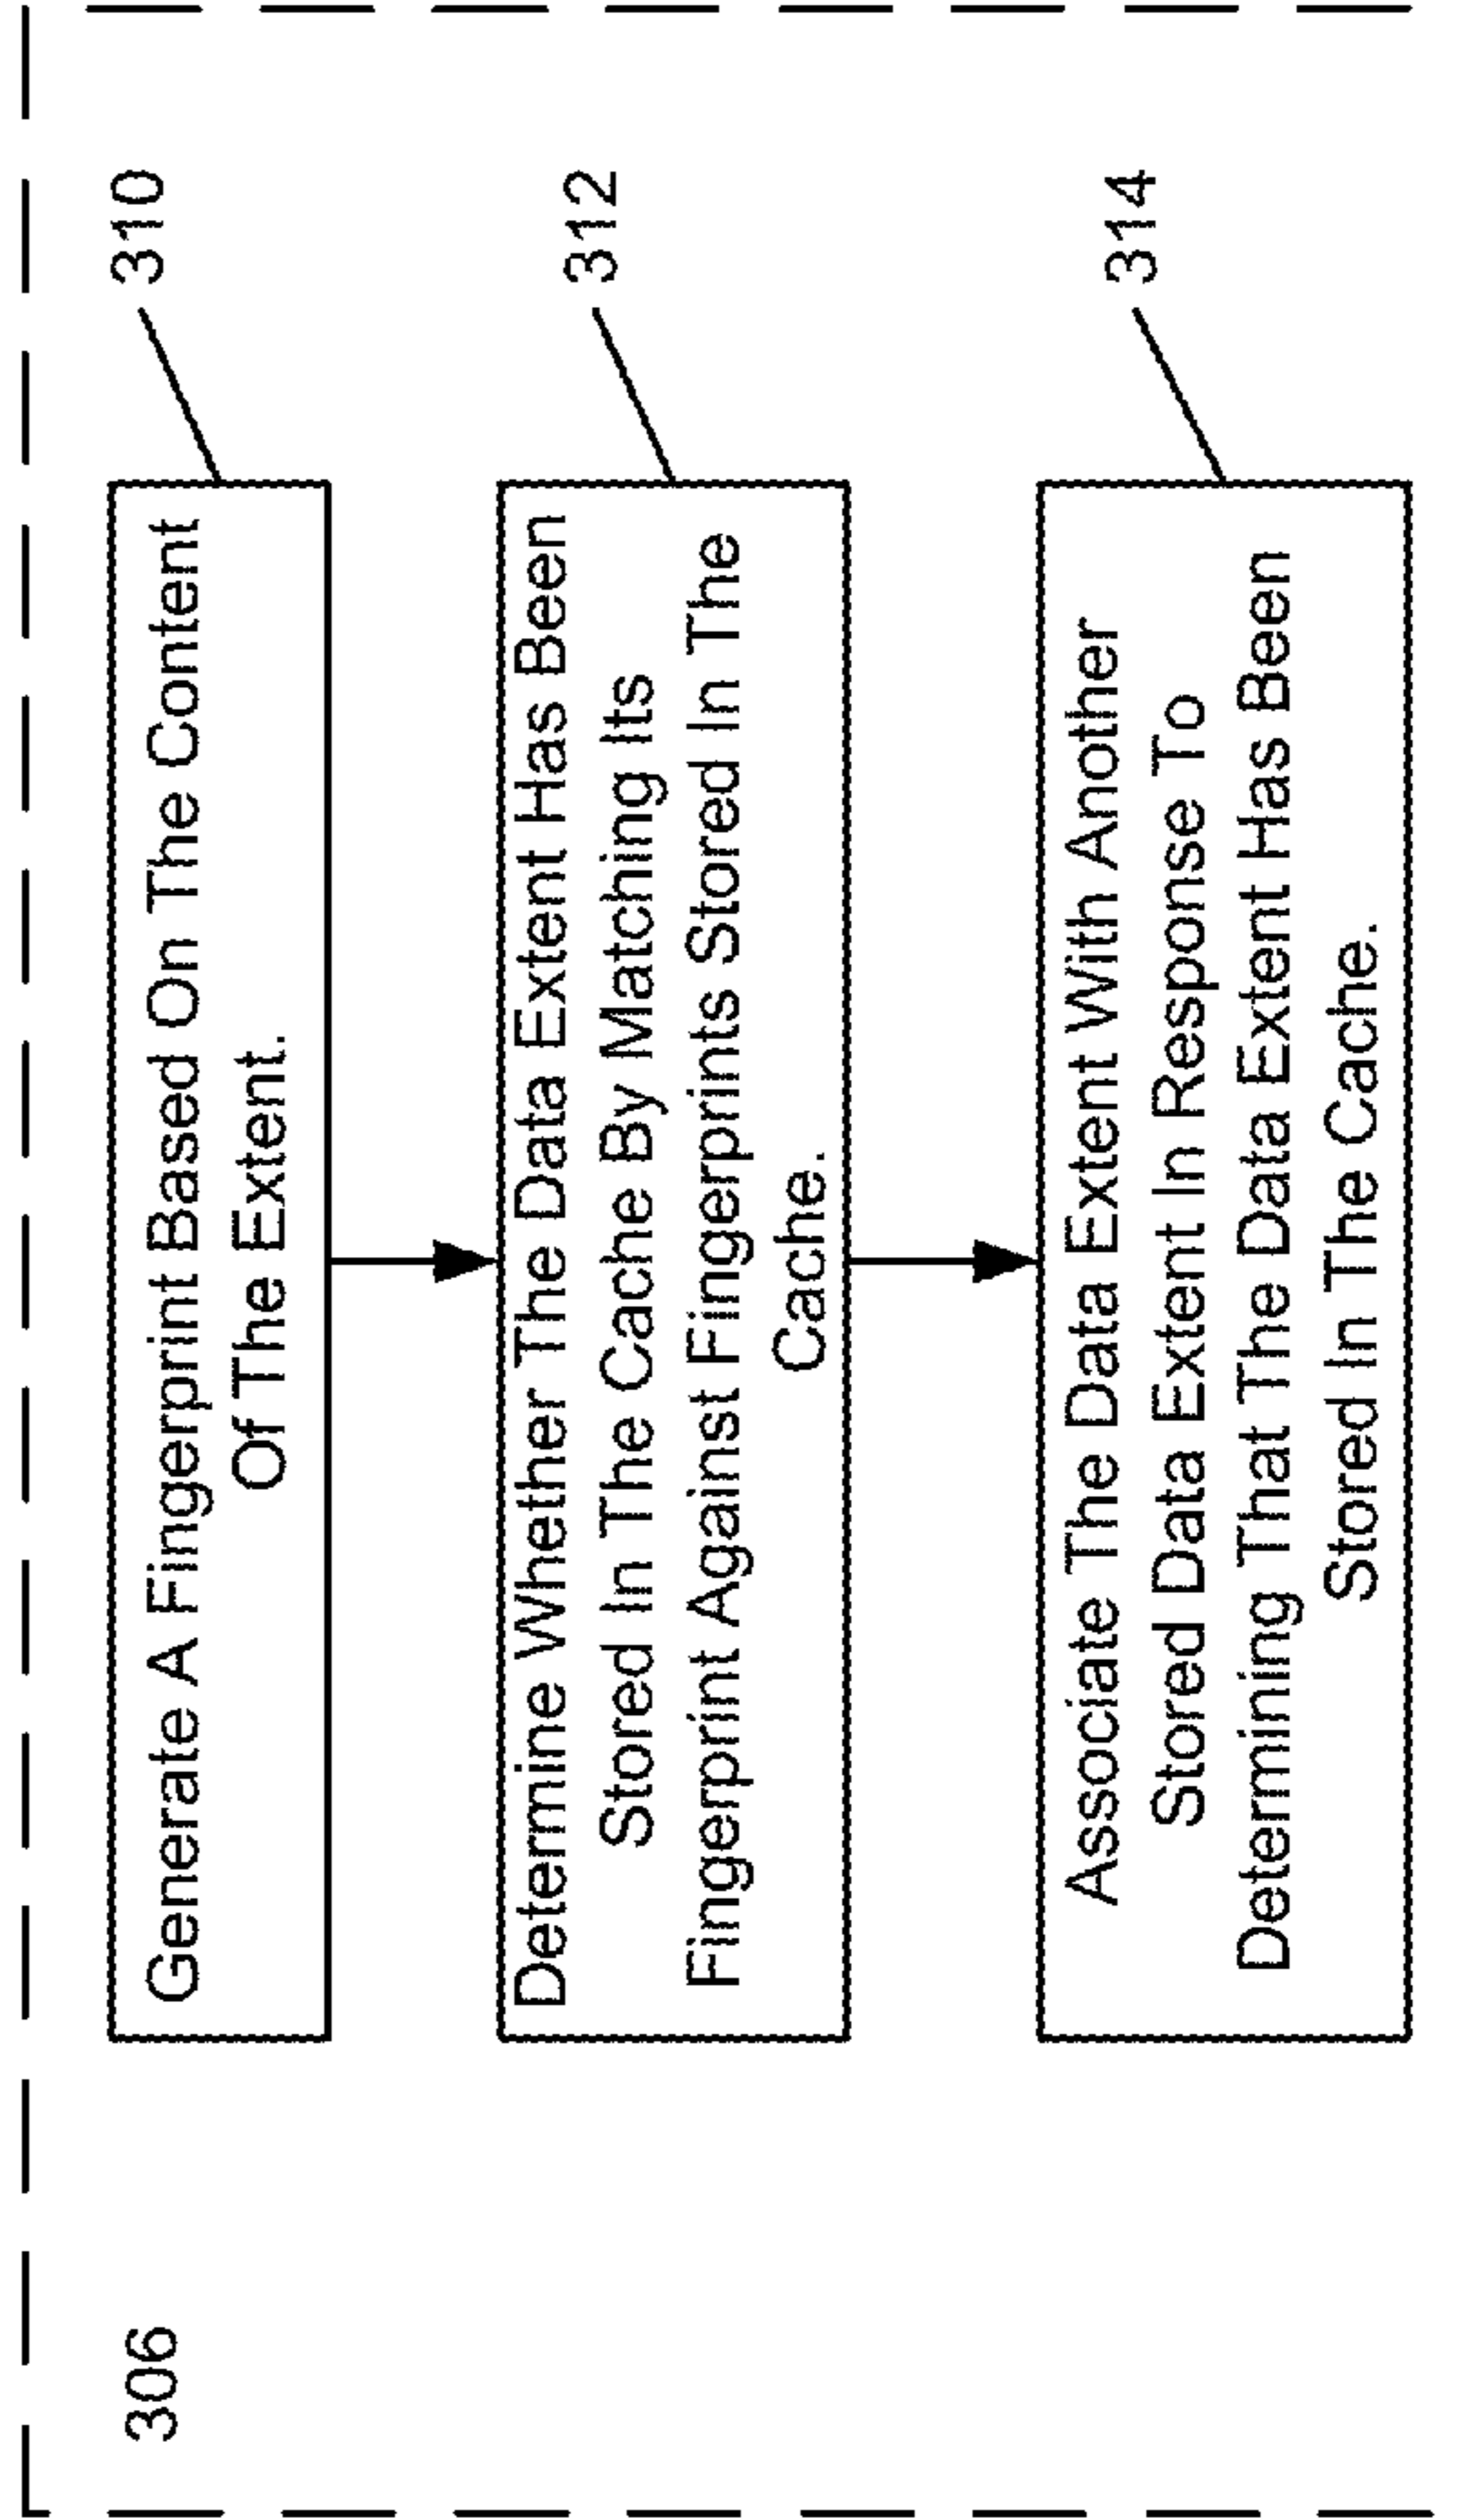 306
310
Generate A Fingerprint Based On The Content
Of The Extent.
312
Determine Whether The Data Extent Has Been
Stored In The Cache By Matching Its
Fingerprint Against Fingerprints Stored In The
Cache.
314
Associate The Data Extent With Another
Stored Data Extent In Response To
Determining That The Data Extent Has Been
Stored In The Cache.